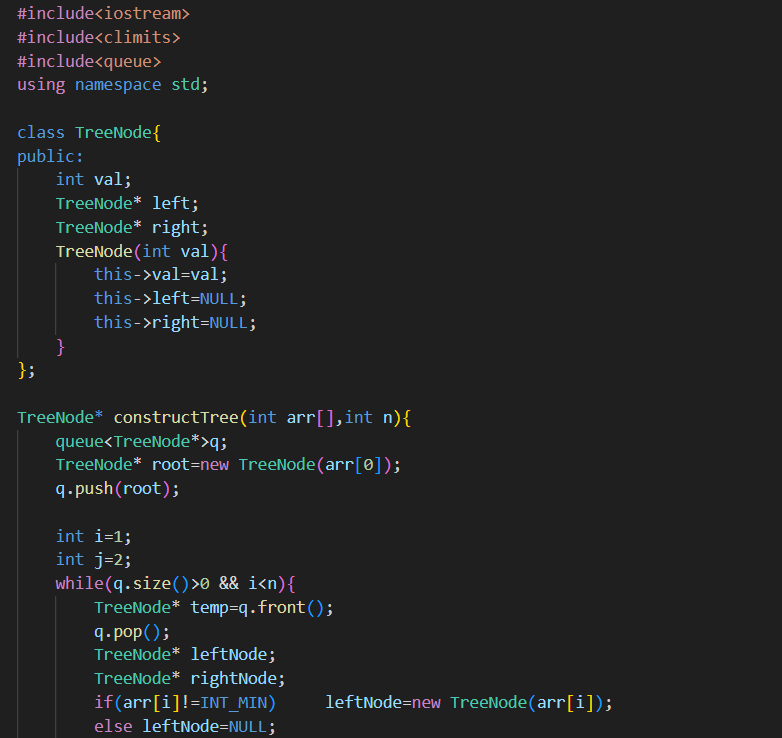 #include<iostream>
#include<climits>
#include<queue>
using namespace std;

class TreeNode{
public:
    int val;
    TreeNode* left;
    TreeNode* right;
    TreeNode(int val){
        this->val=val;
        this->left=NULL;
        this->right=NULL;
    }
};

TreeNode* constructTree(int arr[],int n){
    queue<TreeNode*>q;
    TreeNode* root=new TreeNode(arr[0]);
    q.push(root);

    int i=1;
    int j=2;
    while(q.size()>0 && i<n){
        TreeNode* temp=q.front();
        q.pop();
        TreeNode* leftNode;
        TreeNode* rightNode;
        if(arr[i]!=INT_MIN)     leftNode=new TreeNode(arr[i]);
        else leftNode=NULL;